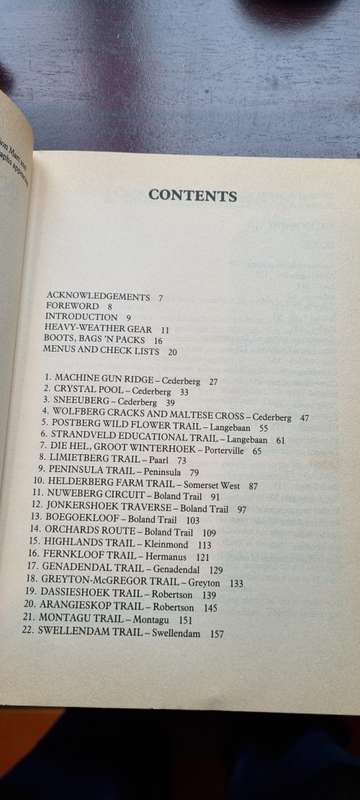 CONTENTS
ACKNOWLEDGEMENTS 7
FOREWORD 8
INTRODUCTION 9
HEAVY-WEATHER GEAR 11
BOOTS, BAGS 'N PACKS 16
MENUS AND CHECK LISTS 20
1. MACHINE GUN RIDGE – Cederberg 27
2. CRYSTAL POOL – Cederberg 33
3. SNEEUBERG – Cederberg 39
4. WOLFBERG CRACKS AND MALTESE CROSS – Cederberg 47
5. POSTBERG WILD FLOWER TRAIL – Langebaan 55
6. STRANDVELD EDUCATIONAL TRAIL – Langebaan 61
7. DIE HEL, GROOT WINTERHOEK – Porterville 65
8. LIMIETBERG TRAIL – Paarl 73
9. PENINSULA TRAIL – Peninsula 79
10. HELDERBERG FARM TRAIL – Somerset West 87
11. NUWEBERG CIRCUIT – Boland Trail 91
12. JONKERSHOEK TRAVERSE – Boland Trail 97
13. BOEGOEKLOOF – Boland Trail 103
14. ORCHARDS ROUTE – Boland Trail 109
15. HIGHLANDS TRAIL – Kleinmond 113
16. FERNKLOOF TRAIL – Hermanus 121
17. GENADENDAL TRAIL – Genadendal 129
18. GREYTON-McGREGOR TRAIL – Greyton 133
19. DASSIESHOEK TRAIL – Robertson 139
20. ARANGIESKOP TRAIL – Robertson 145
21. MONTAGU TRAIL – Montagu 151
22. SWELLENDAM TRAIL – Swellendam 157